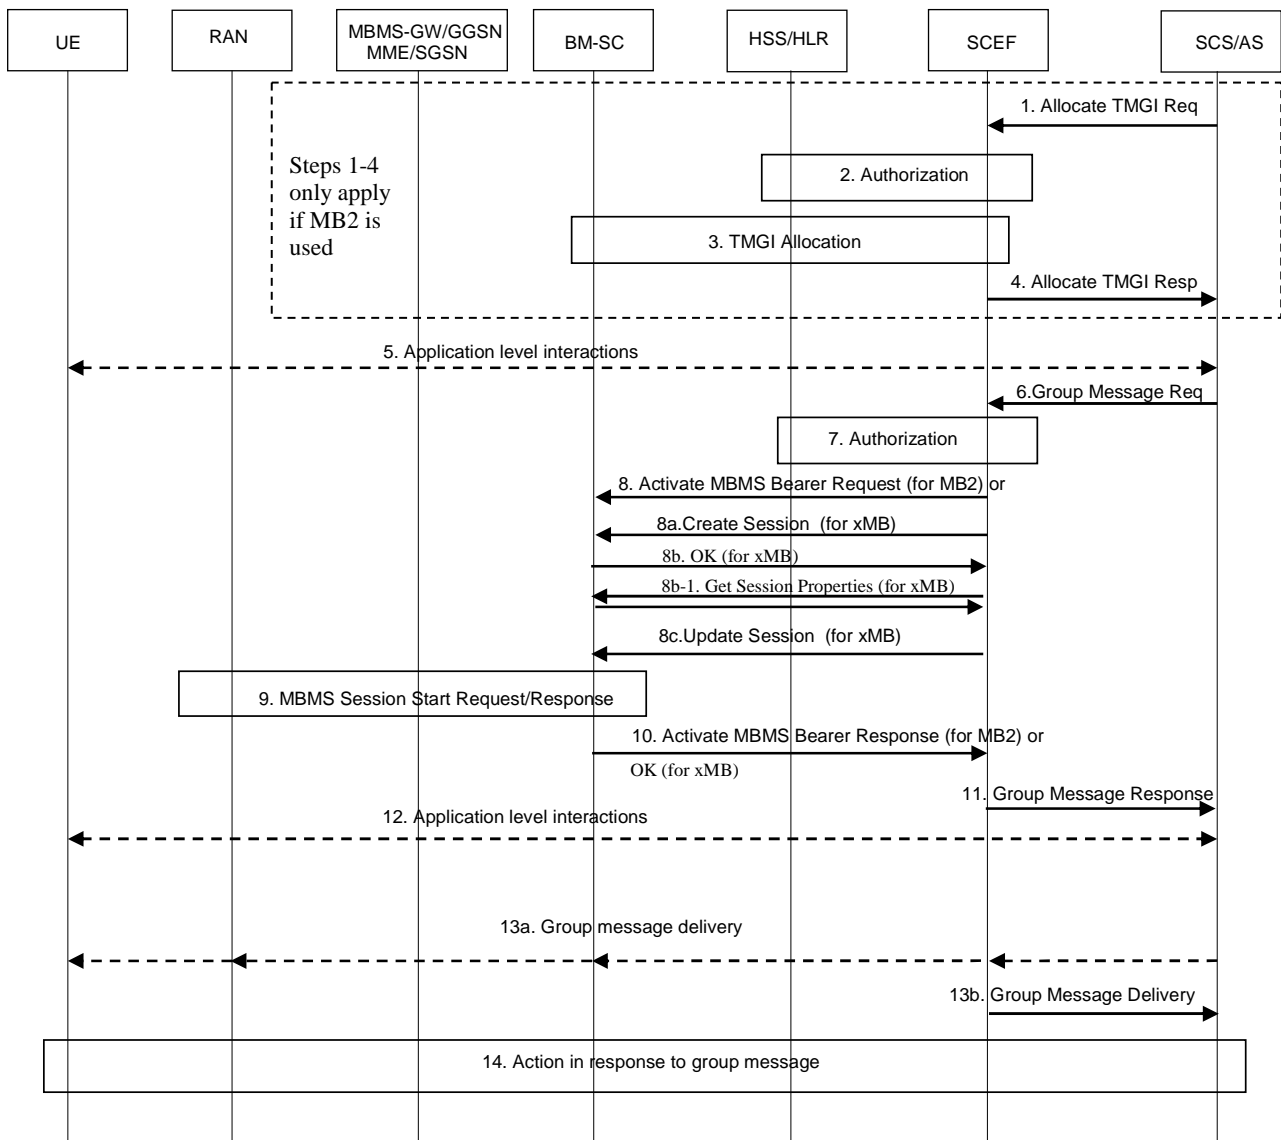 UE
RAN
MBMS-GW/GGSN
MME/SGSN
BM-SC
HSS/HLR
SCEF
SCS/AS
1. Allocate TMGI Req
Steps 1-4
only apply
if MB2 is
used
2. Authorization
3. TMGI Allocation
4. Allocate TMGI Resp
5. Application level interactions
6.Group Message Req
7. Authorization
8. Activate MBMS Bearer Request (for MB2) or
8a.Create Session (for xMB)
8b. OK (for xMB)
8b-1. Get Session Properties (for xMB)
8c.Update Session (for xMB)
9. MBMS Session Start Request/Response
10. Activate MBMS Bearer Response (for MB2) or
OK (for xMB)
11. Group Message Response
12. Application level interactions
13a. Group message delivery
13b. Group Message Delivery
14. Action in response to group message